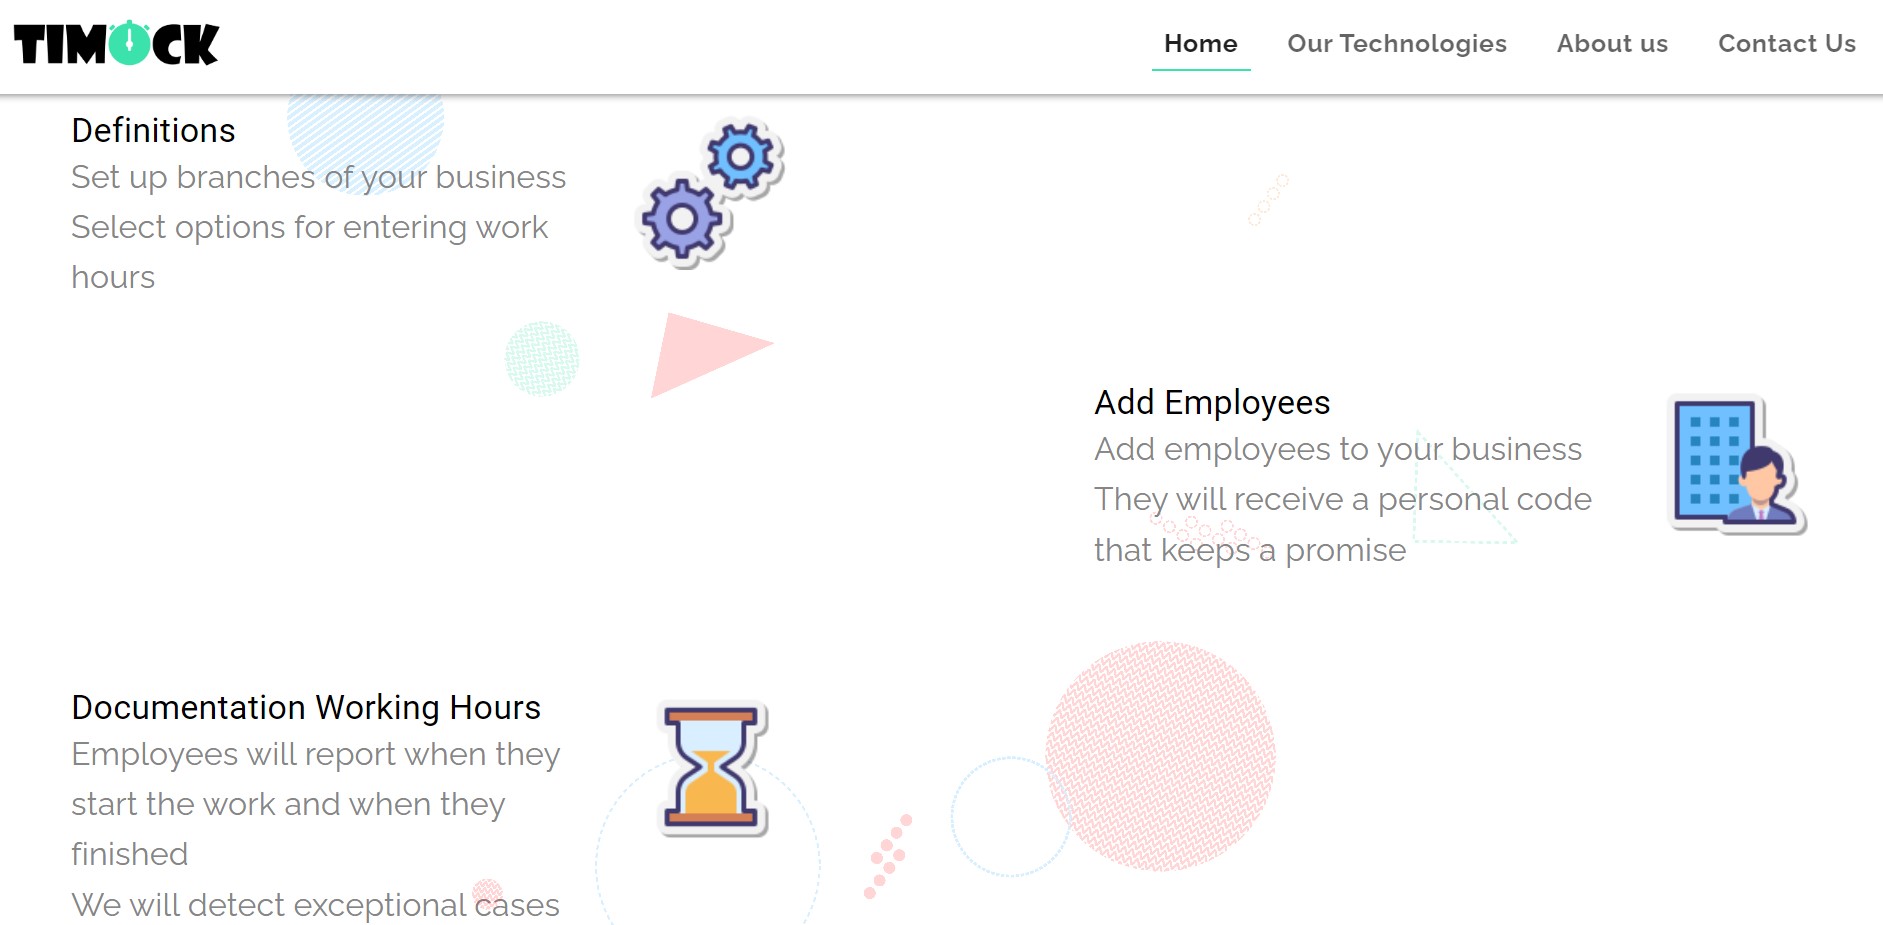 TIMOCK
Home Our Technologies About us Contact Us
Definitions
Set up branches of your business
Select options for entering work
hours
Add Employees
Add employees to your business
They will receive a personal code
that keeps a promise
Documentation Working Hours
Employees will report when they
start the work and when they
finished
We will detect exceptional cases